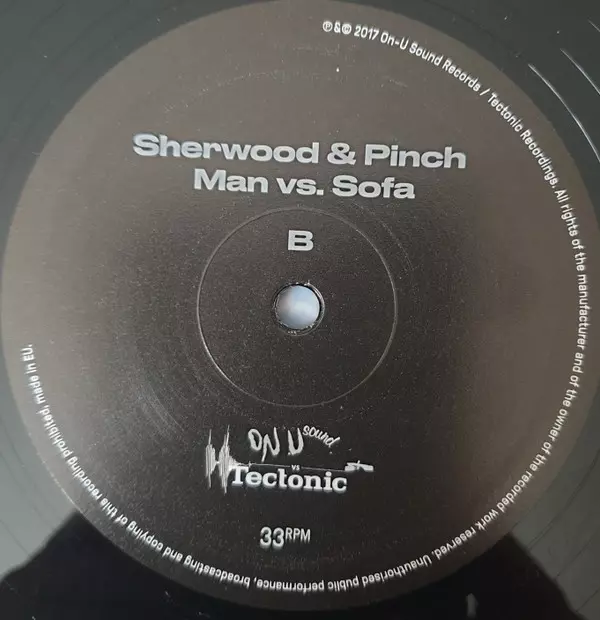 ℗ & © 2017 On-U Sound Records / Tectonic Recordings. All rights of the manufacturer and of the owner of the recorded work reserved. Unauthorised public performance, broadcasting and copying of this recording prohibited. made in EU.
Sherwood & Pinch
Man vs. Sofa
B
ON U sound
vs
Tectonic
33RPM